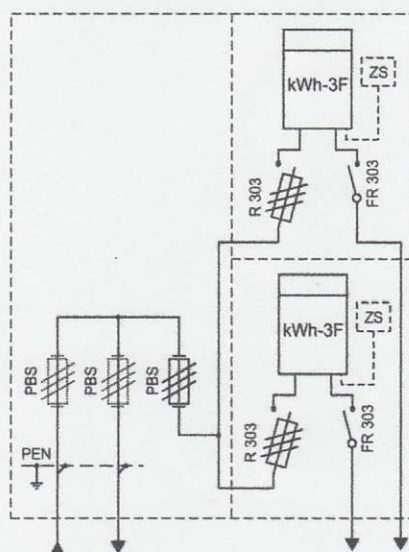 kWh-3F
ZS
R 303
FR 303
kWh-3F
ZS
PBS
PBS
PBS
R 303
FR 303
PEN